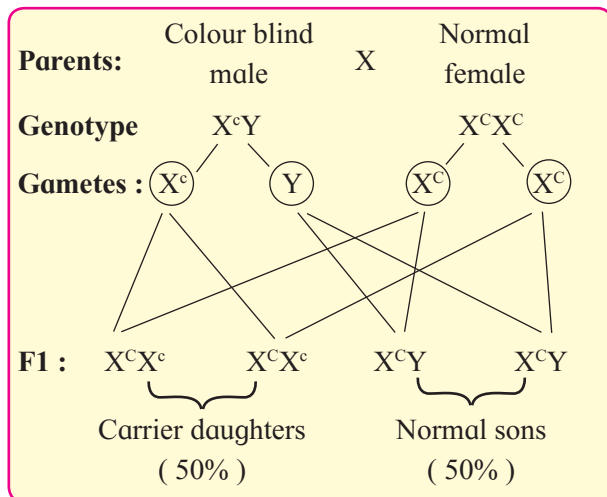 Parents: Colour blind male X Normal female
Genotype XᶜY XᶜXᶜ
Gametes : Xᶜ Y Xᶜ Xᶜ
F1 : XᶜXᶜ XᶜXᶜ XᶜY XᶜY
Carrier daughters Normal sons
( 50% ) ( 50% )